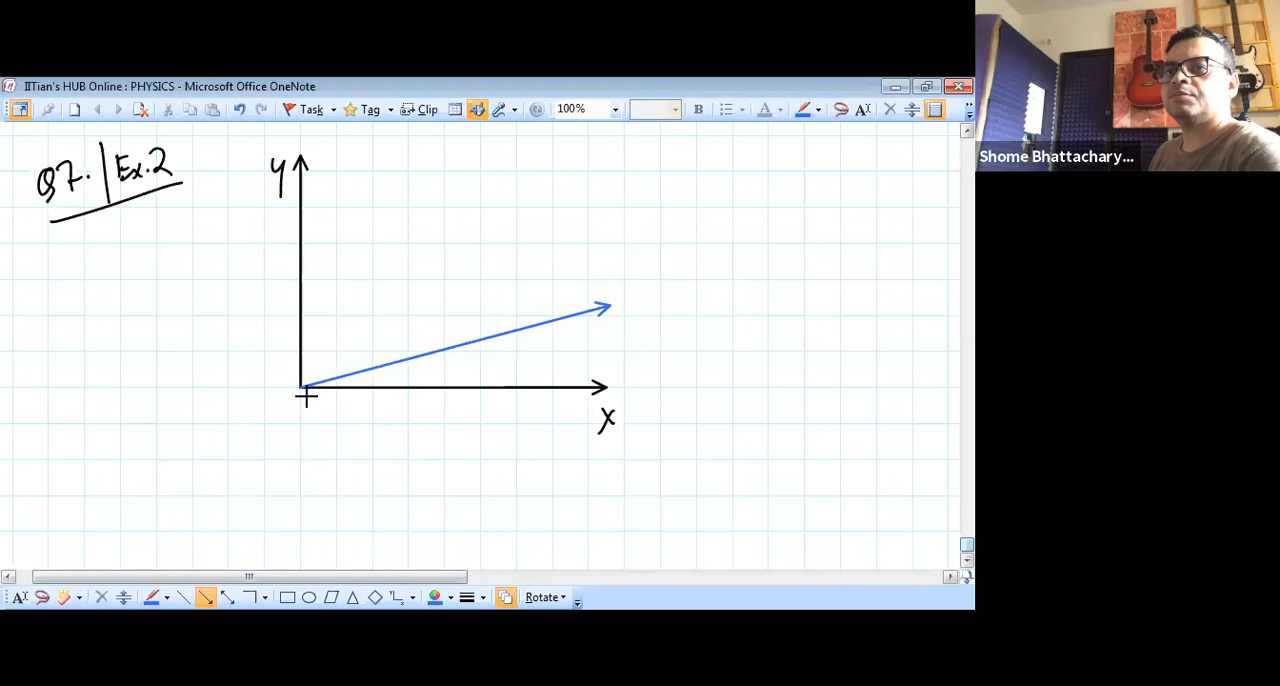 IITian's HUB Online : PHYSICS - Microsoft Office OneNote
Task Tag Clip 100% B A
Q7. | Ex.2
y
x
Shome Bhattachary...
Rotate